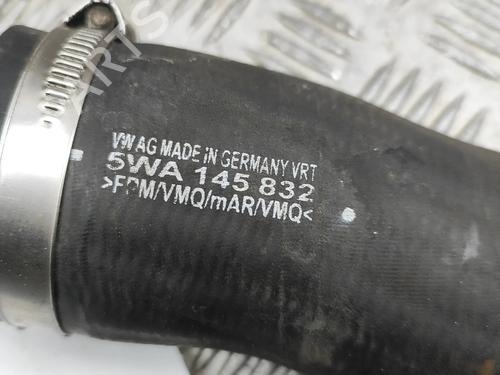 VW AG MADE IN GERMANY VRT
5WA 145 832
>FPM/VMQ/mAR/VMQ<